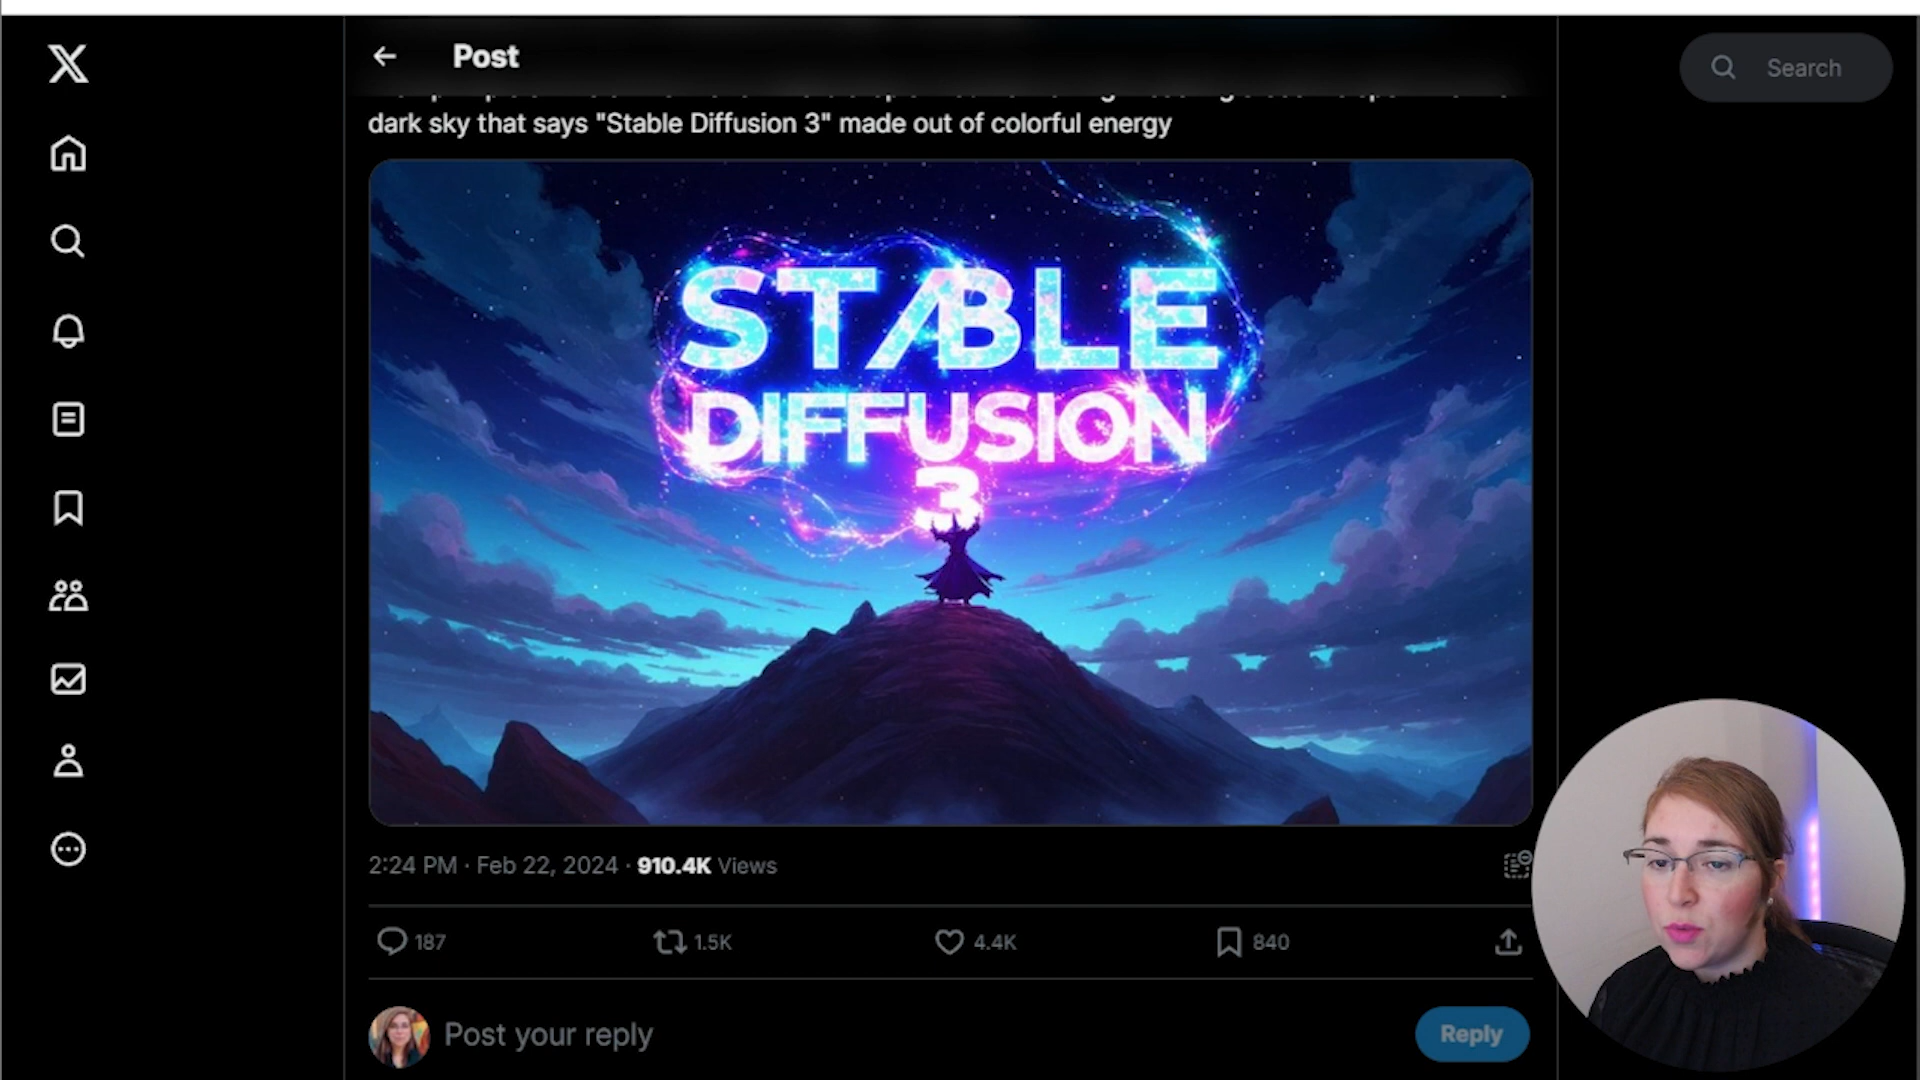 Post
Search
dark sky that says "Stable Diffusion 3" made out of colorful energy
STABLE
DIFFUSION
3
2:24 PM · Feb 22, 2024 · 910.4K Views
187 1.5K 4.4K 840
Post your reply
Reply